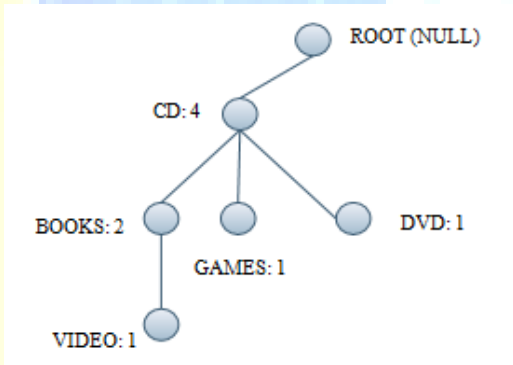 ROOT (NULL)
CD: 4
BOOKS: 2
DVD: 1
GAMES: 1
VIDEO: 1